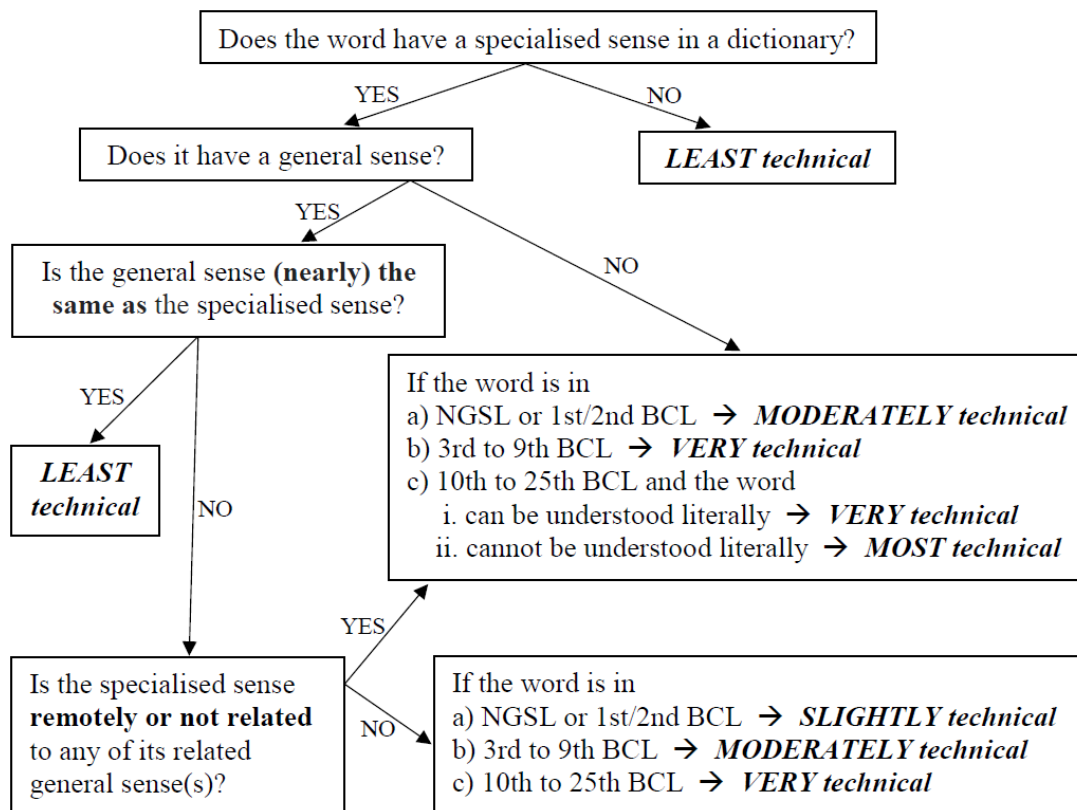 Does the word have a specialised sense in a dictionary?
YES
NO
Does it have a general sense?
LEAST technical
YES
NO
Is the general sense (nearly) the
same as the specialised sense?
YES
NO
LEAST
technical
If the word is in
a) NGSL or 1st/2nd BCL → MODERATELY technical
b) 3rd to 9th BCL → VERY technical
c) 10th to 25th BCL and the word
i. can be understood literally → VERY technical
ii. cannot be understood literally → MOST technical
Is the specialised sense
remotely or not related
to any of its related
general sense(s)?
YES
NO
If the word is in
a) NGSL or 1st/2nd BCL → SLIGHTLY technical
b) 3rd to 9th BCL → MODERATELY technical
c) 10th to 25th BCL → VERY technical